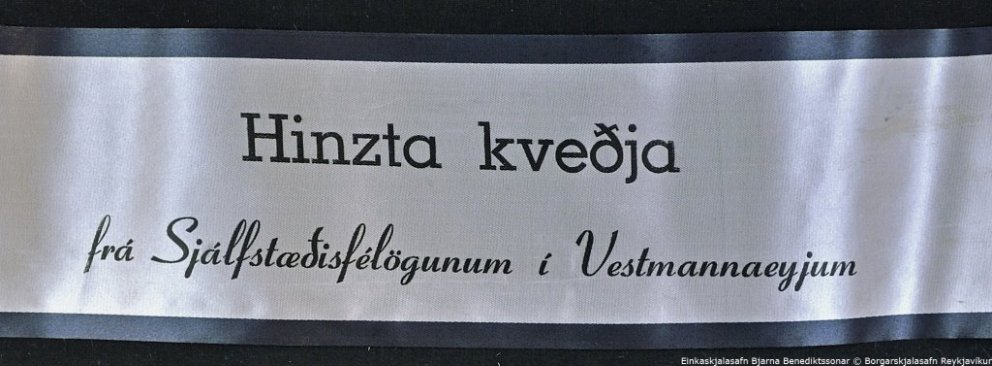 Hinzta kveðja
frá Sjálfstæðisfélögunum í Vestmannaeyjum
Einkaskjalasafn Bjarna Benediktssonar © Borgarskjalasafn Reykjavíkur